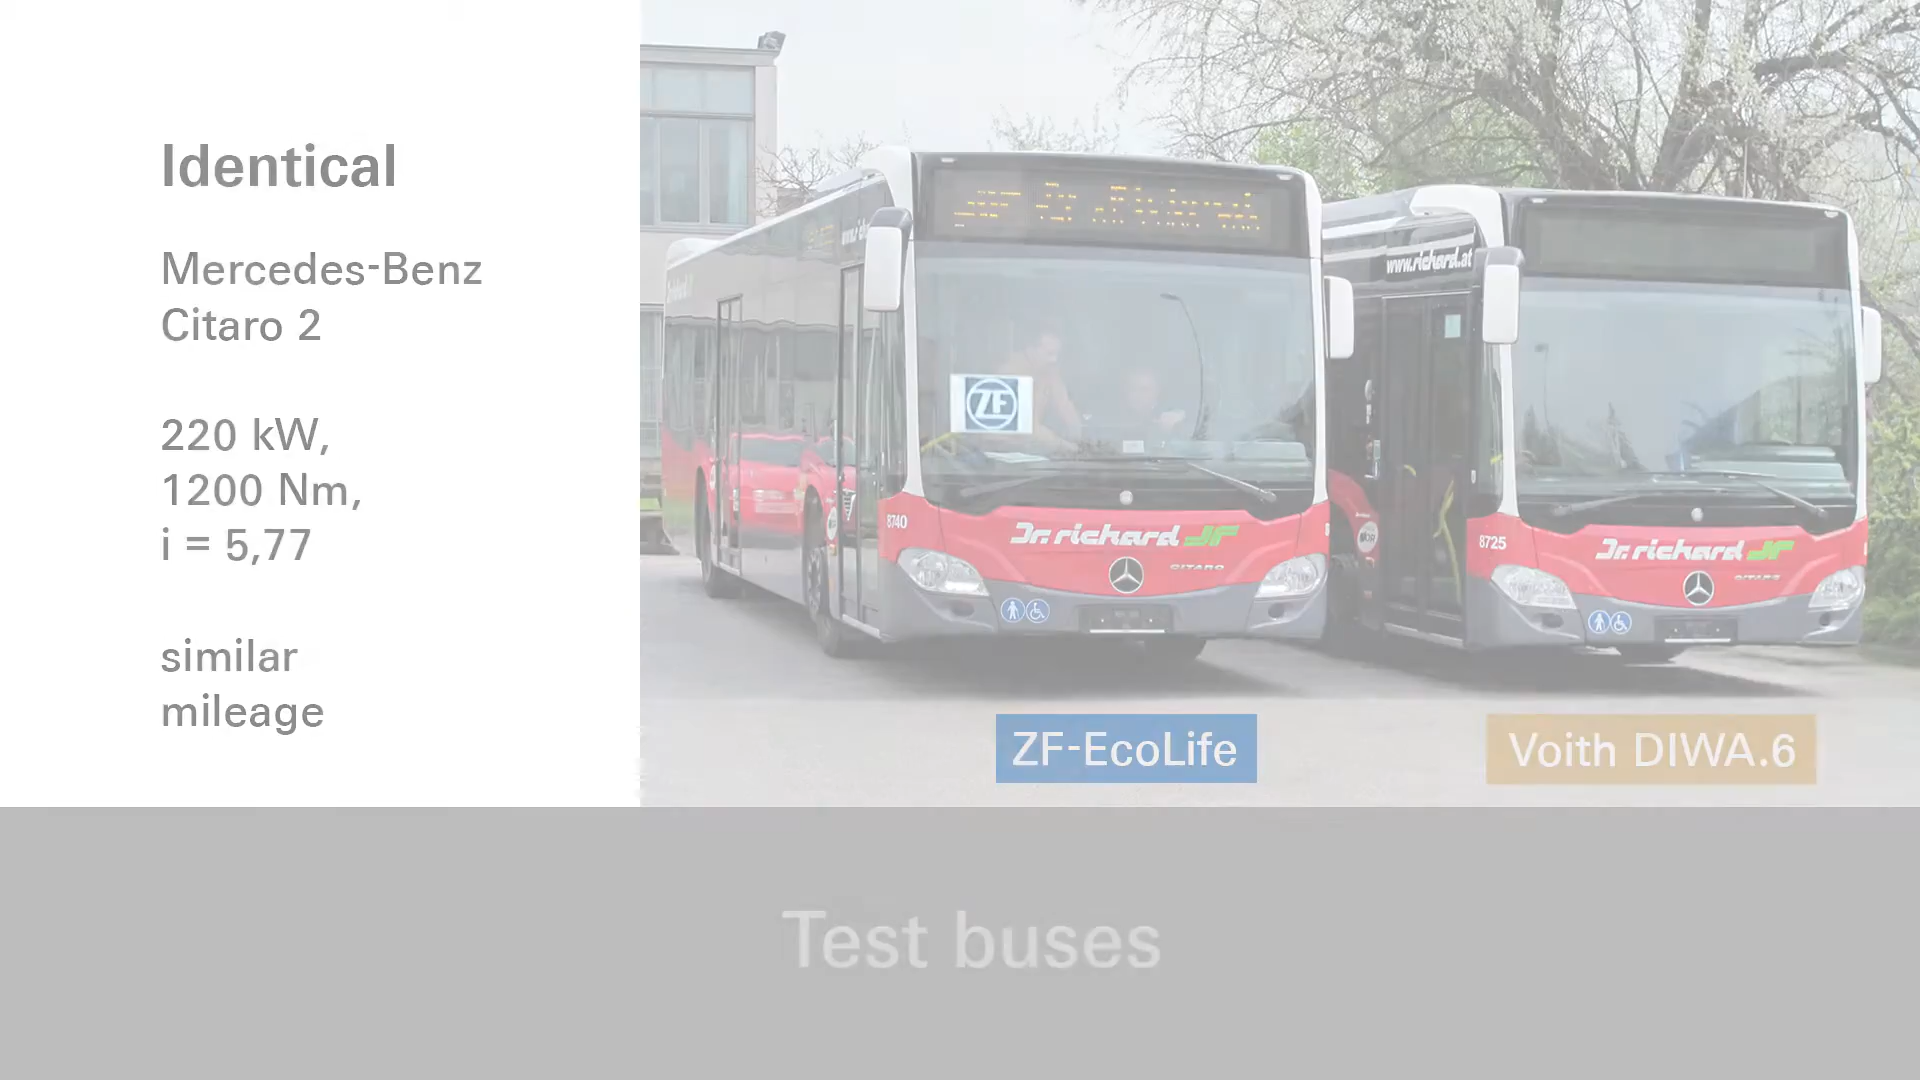 Identical
Mercedes-Benz
Citaro 2
220 kW,
1200 Nm,
i = 5,77
similar
mileage
www.richard.at
ZF
8740
Dr. richard
CITARO
8725
Dr. richard
CITARO
ZF-EcoLife
Voith DIWA.6
Test buses